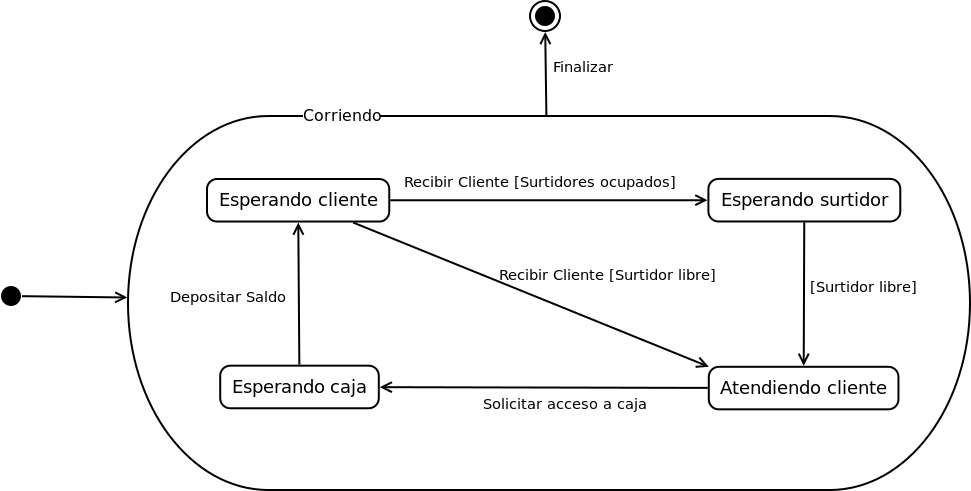 Finalizar
Corriendo
Recibir Cliente [Surtidores ocupados]
Esperando cliente
Esperando surtidor
Recibir Cliente [Surtidor libre]
[Surtidor libre]
Depositar Saldo
Esperando caja
Atendiendo cliente
Solicitar acceso a caja